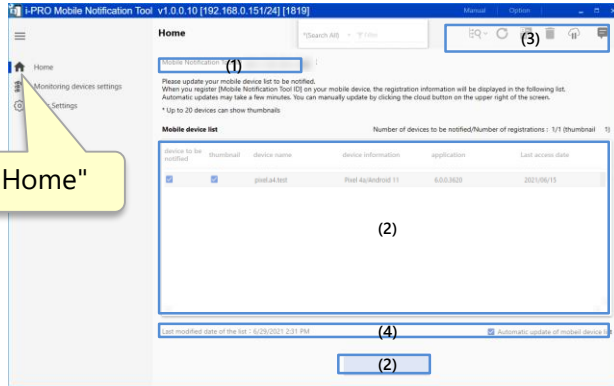 i-PRO Mobile Notification Tool v1.0.0.10 [192.168.0.151/24] [1819] Manual Option
Home *(Search All) Filter (3)
Home
Mobile Notification (1)
Monitoring devices settings
Settings
Please update your mobile device list to be notified.
When you register [Mobile Notification Tool ID] on your mobile device, the registration information will be displayed in the following list.
Automatic updates may take a few minutes. You can manually update by clicking the cloud button on the upper right of the screen.
* Up to 20 devices can show thumbnails
Mobile device list Number of devices to be notified/Number of registrations : 1/1 (thumbnail 1)
device to be notified thumbnail device name device information application Last access date
pixel.a4.test Pixel 4a/Android 11 6.0.0.3620 2021/06/15
Home"
(2)
Last modified date of the list : 6/29/2021 2:51 PM (4) Automatic update of mobeil device list
(2)